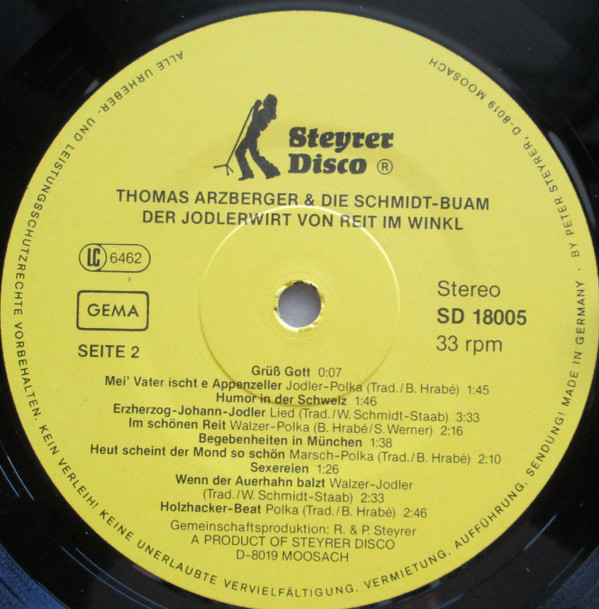 Steyrer
Disco ®
THOMAS ARZBERGER & DIE SCHMIDT-BUAM
DER JODLERWIRT VON REIT IM WINKL
LC 6462
GEMA
SEITE 2
Stereo
SD 18005
33 rpm
Grüß Gott 0:07
Mei' Vater ischt e Appenzeller Jodler-Polka (Trad./B. Hrabé) 1:45
Humor in der Schweiz 1:46
Erzherzog-Johann-Jodler Lied (Trad./W. Schmidt-Staab) 3:33
Im schönen Reit Walzer-Polka (B. Hrabé/S. Werner) 2:16
Begebenheiten in München 1:38
Heut scheint der Mond so schön Marsch-Polka (Trad./B. Hrabé) 2:10
Sexereien 1:26
Wenn der Auerhahn balzt Walzer-Jodler
(Trad./W. Schmidt-Staab) 2:33
Holzhacker-Beat Polka (Trad./B. Hrabé) 2:46
Gemeinschaftsproduktion: R. & P. Steyrer
A PRODUCT OF STEYRER DISCO
D-8019 MOOSACH
ALLE URHEBER- UND LEISTUNGSSCHUTZRECHTE VORBEHALTEN. KEIN VERLEIH! KEINE UNERLAUBTE VERVIELFÄLTIGUNG, VERMIETUNG, AUFFÜHRUNG, SENDUNG! MADE IN GERMANY · BY PETER STEYRER, D-8019 MOOSACH